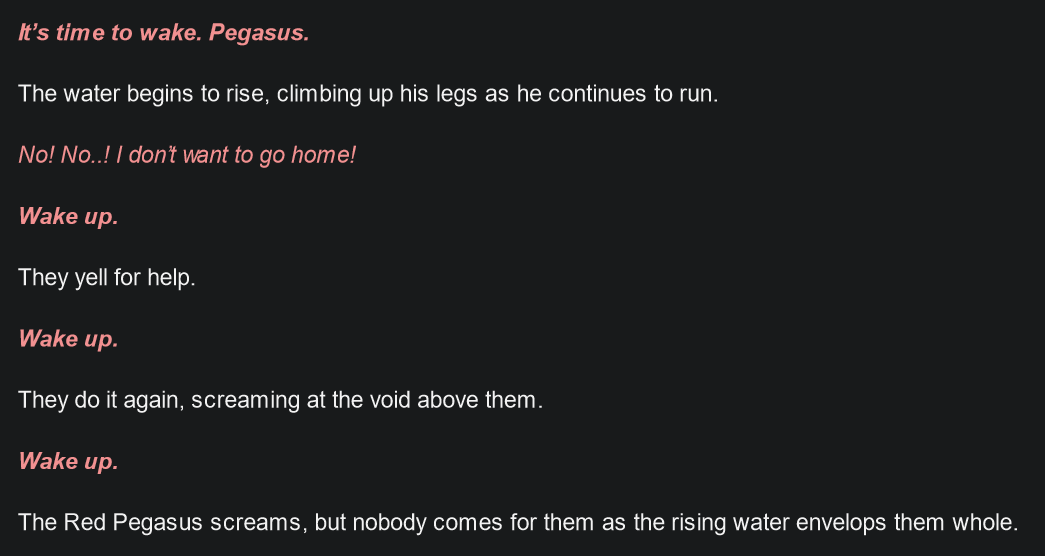 It’s time to wake. Pegasus.
The water begins to rise, climbing up his legs as he continues to run.
No! No..! I don’t want to go home!
Wake up.
They yell for help.
Wake up.
They do it again, screaming at the void above them.
Wake up.
The Red Pegasus screams, but nobody comes for them as the rising water envelops them whole.